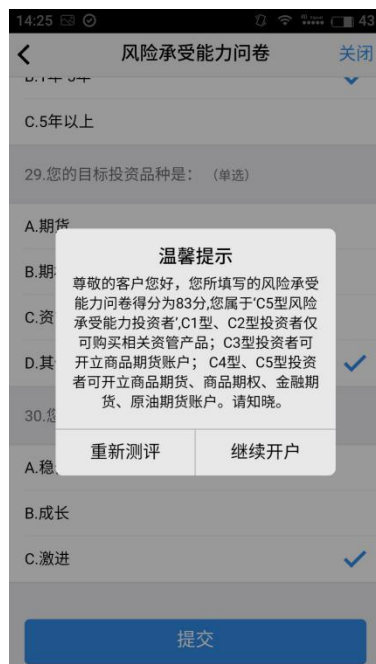 14:25
43
风险承受能力问卷
关闭
C.5年以上
29.您的目标投资品种是：（单选）
A.期货
B.期
C.资
D.其
温馨提示
尊敬的客户您好，您所填写的风险承受
能力问卷得分为83分,您属于‘C5型风险
承受能力投资者’,C1型、C2型投资者仅
可购买相关资管产品；C3型投资者可
开立商品期货账户； C4型、C5型投资
者可开立商品期货、商品期权、金融期
货、原油期货账户。请知晓。
重新测评
继续开户
30.您
A.稳
B.成长
C.激进
提交